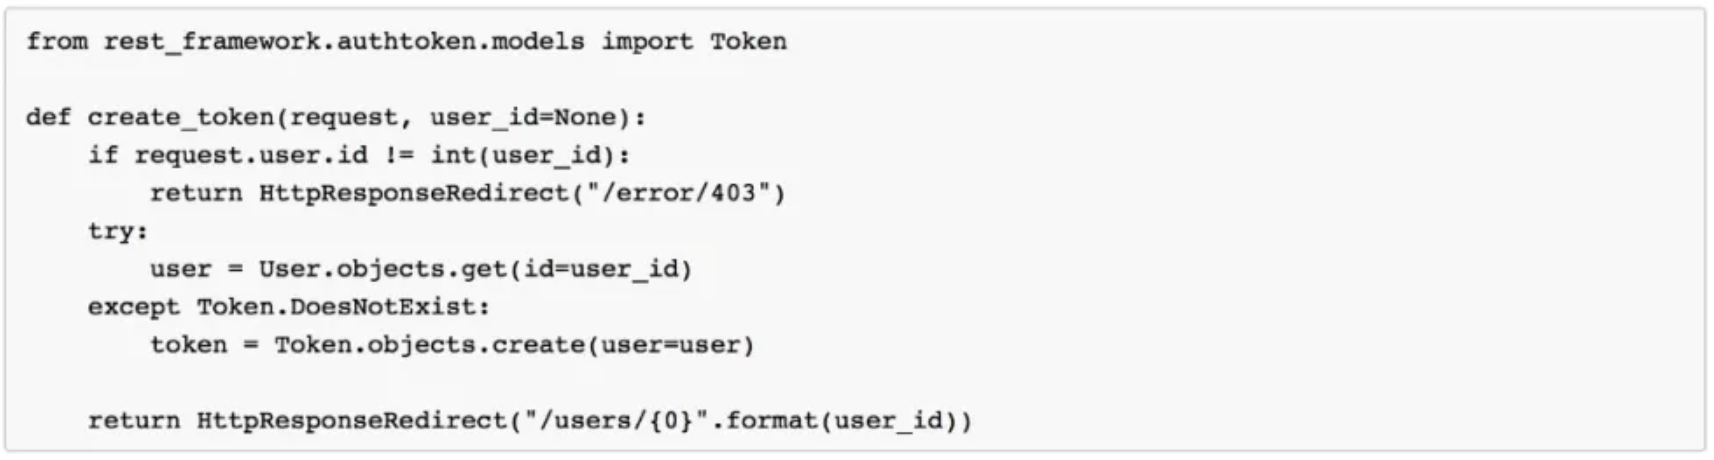 from rest_framework.authtoken.models import Token
def create_token(request, user_id=None):
    if request.user.id != int(user_id):
        return HttpResponseRedirect("/error/403")
    try:
        user = User.objects.get(id=user_id)
    except Token.DoesNotExist:
        token = Token.objects.create(user=user)
    return HttpResponseRedirect("/users/{0}".format(user_id))